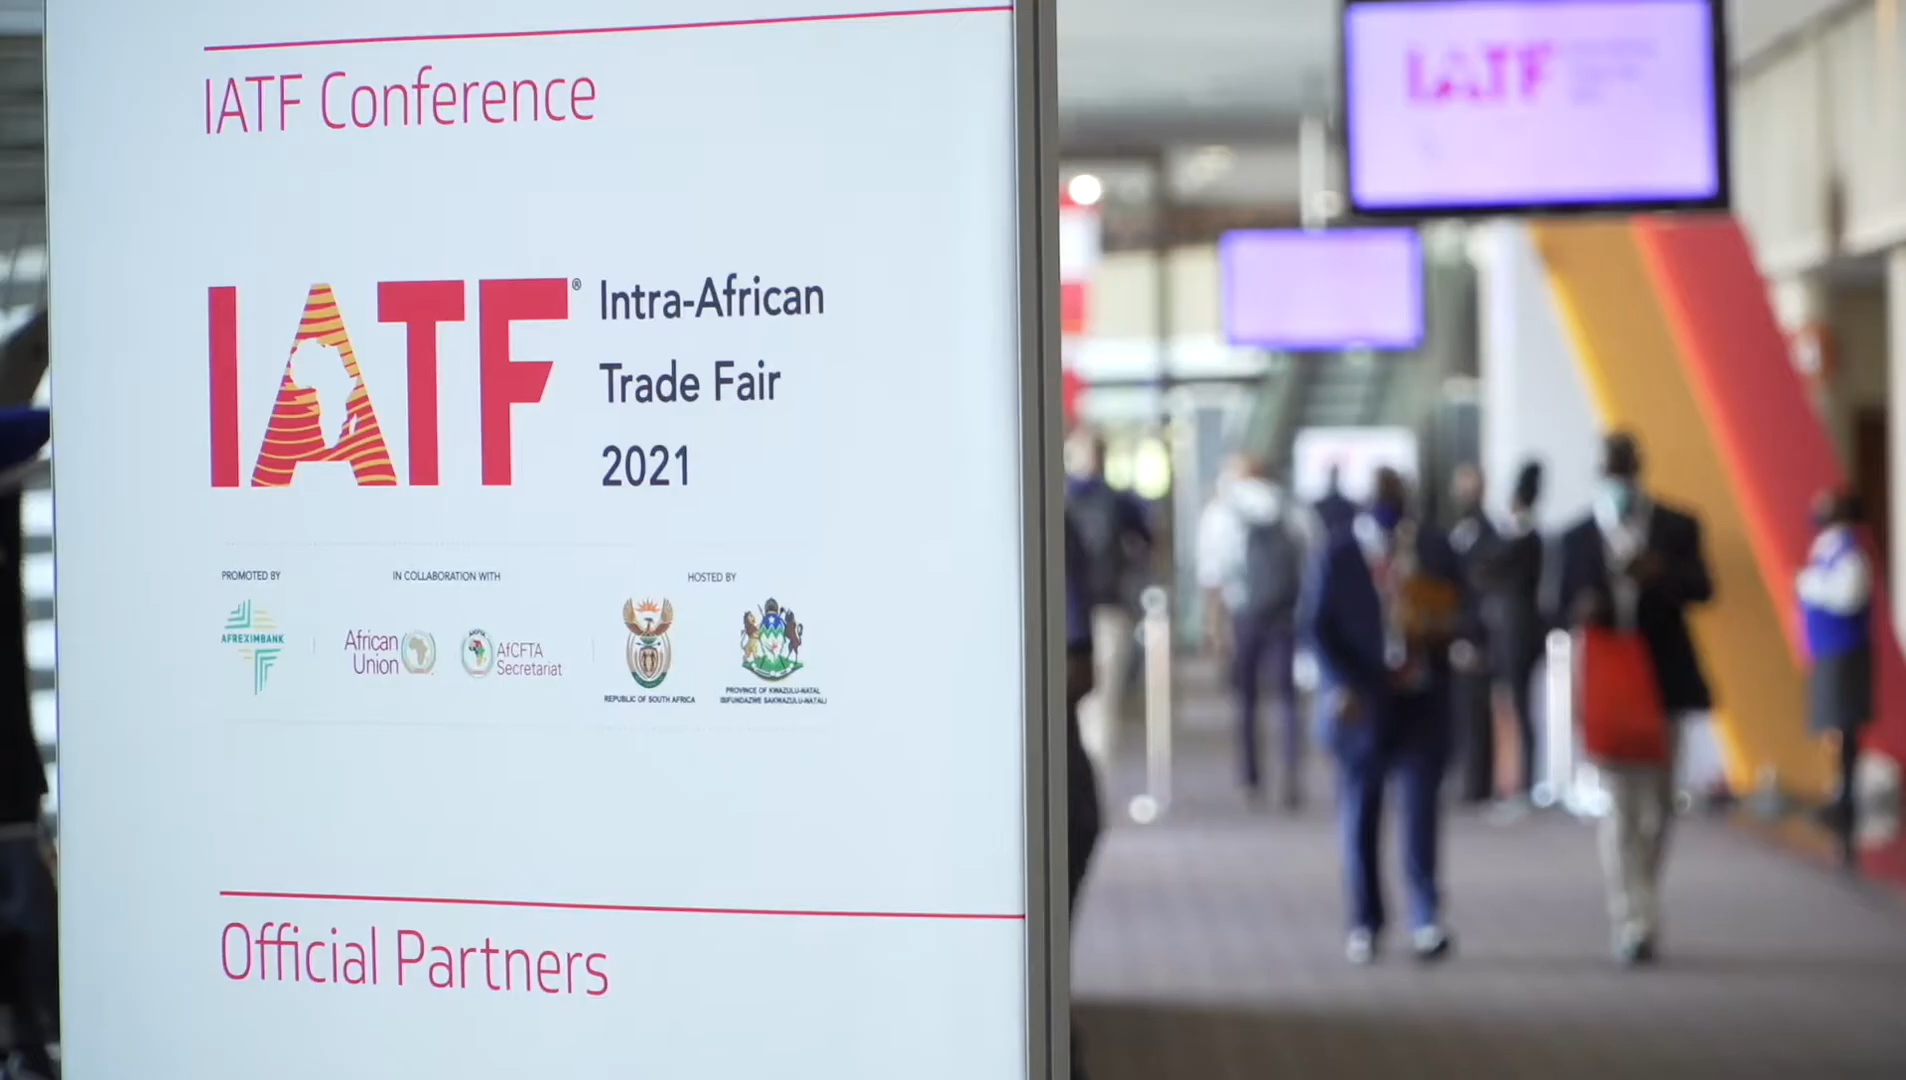 IATF Conference
IATF® Intra-African
Trade Fair
2021
PROMOTED BY
IN COLLABORATION WITH
HOSTED BY
AFREXIMBANK
African
Union
AfCFTA
AfCFTA
Secretariat
REPUBLIC OF SOUTH AFRICA
PROVINCE OF KWAZULU-NATAL
ISIFUNDAZWE SAKWAZULU-NATALI
Official Partners
IATF